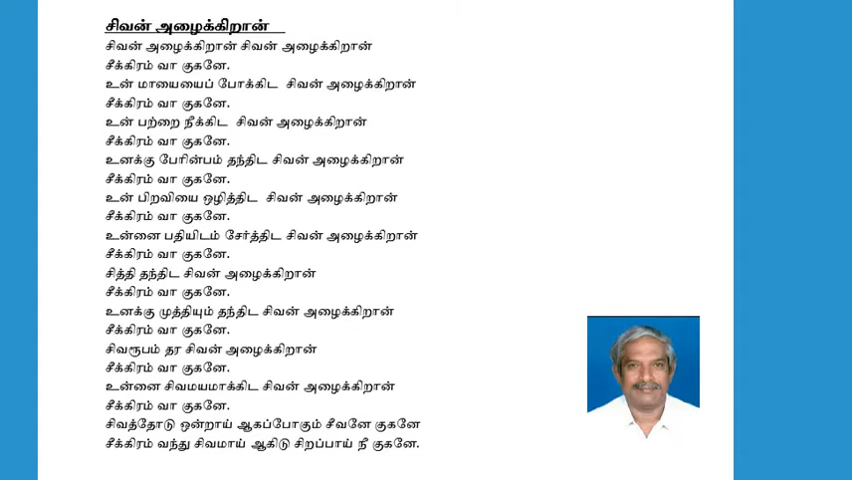 சிவன் அழைக்கிறான்
சிவன் அழைக்கிறான் சிவன் அழைக்கிறான்
சீக்கிரம் வா குகனே.
உன் மாயையைப் போக்கிட சிவன் அழைக்கிறான்
சீக்கிரம் வா குகனே.
உன் பற்றை நீக்கிட சிவன் அழைக்கிறான்
சீக்கிரம் வா குகனே.
உனக்கு பேரின்பம் தந்திட சிவன் அழைக்கிறான்
சீக்கிரம் வா குகனே.
உன் பிறவியை ஒழித்திட சிவன் அழைக்கிறான்
சீக்கிரம் வா குகனே.
உன்னை பதியிடம் சேர்த்திட சிவன் அழைக்கிறான்
சீக்கிரம் வா குகனே.
சித்தி தந்திட சிவன் அழைக்கிறான்
சீக்கிரம் வா குகனே.
உனக்கு முத்தியும் தந்திட சிவன் அழைக்கிறான்
சீக்கிரம் வா குகனே.
சிவரூபம் தர சிவன் அழைக்கிறான்
சீக்கிரம் வா குகனே.
உன்னை சிவமயமாக்கிட சிவன் அழைக்கிறான்
சீக்கிரம் வா குகனே.
சிவத்தோடு ஒன்றாய் ஆகப்போகும் சீவனே குகனே
சீக்கிரம் வந்து சிவமாய் ஆகிடு சிறப்பாய் நீ குகனே.